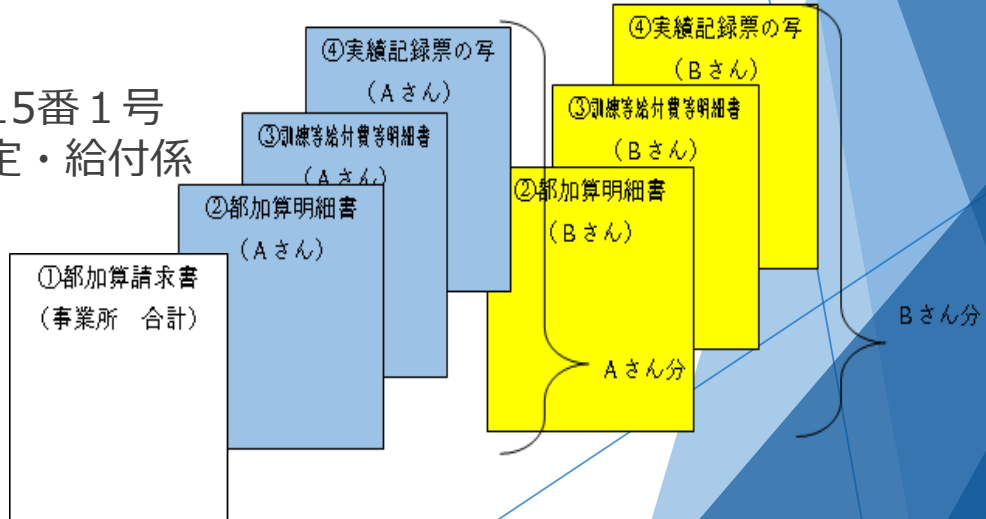 15番１号
定・給付係
①都加算請求書
(事業所　合計)
②都加算明細書
(Ａさん)
③訓練等給付費等明細書
(Ａさん)
④実績記録票の写
(Ａさん)
Ａさん分
②都加算明細書
(Ｂさん)
③訓練等給付費等明細書
(Ｂさん)
④実績記録票の写
(Ｂさん)
Ｂさん分